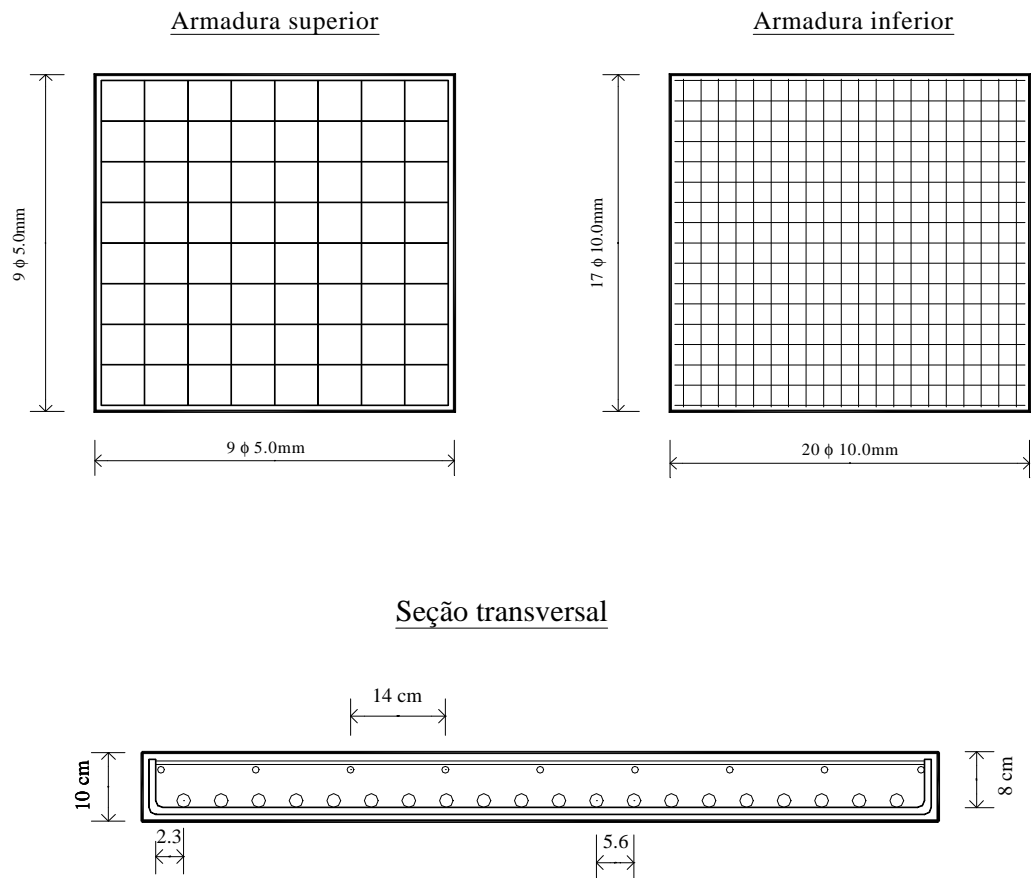 Armadura superior
Armadura inferior
9 ϕ 5.0mm
17 ϕ 10.0mm
9 ϕ 5.0mm
20 ϕ 10.0mm
Seção transversal
14 cm
10 cm
8 cm
2.3
5.6